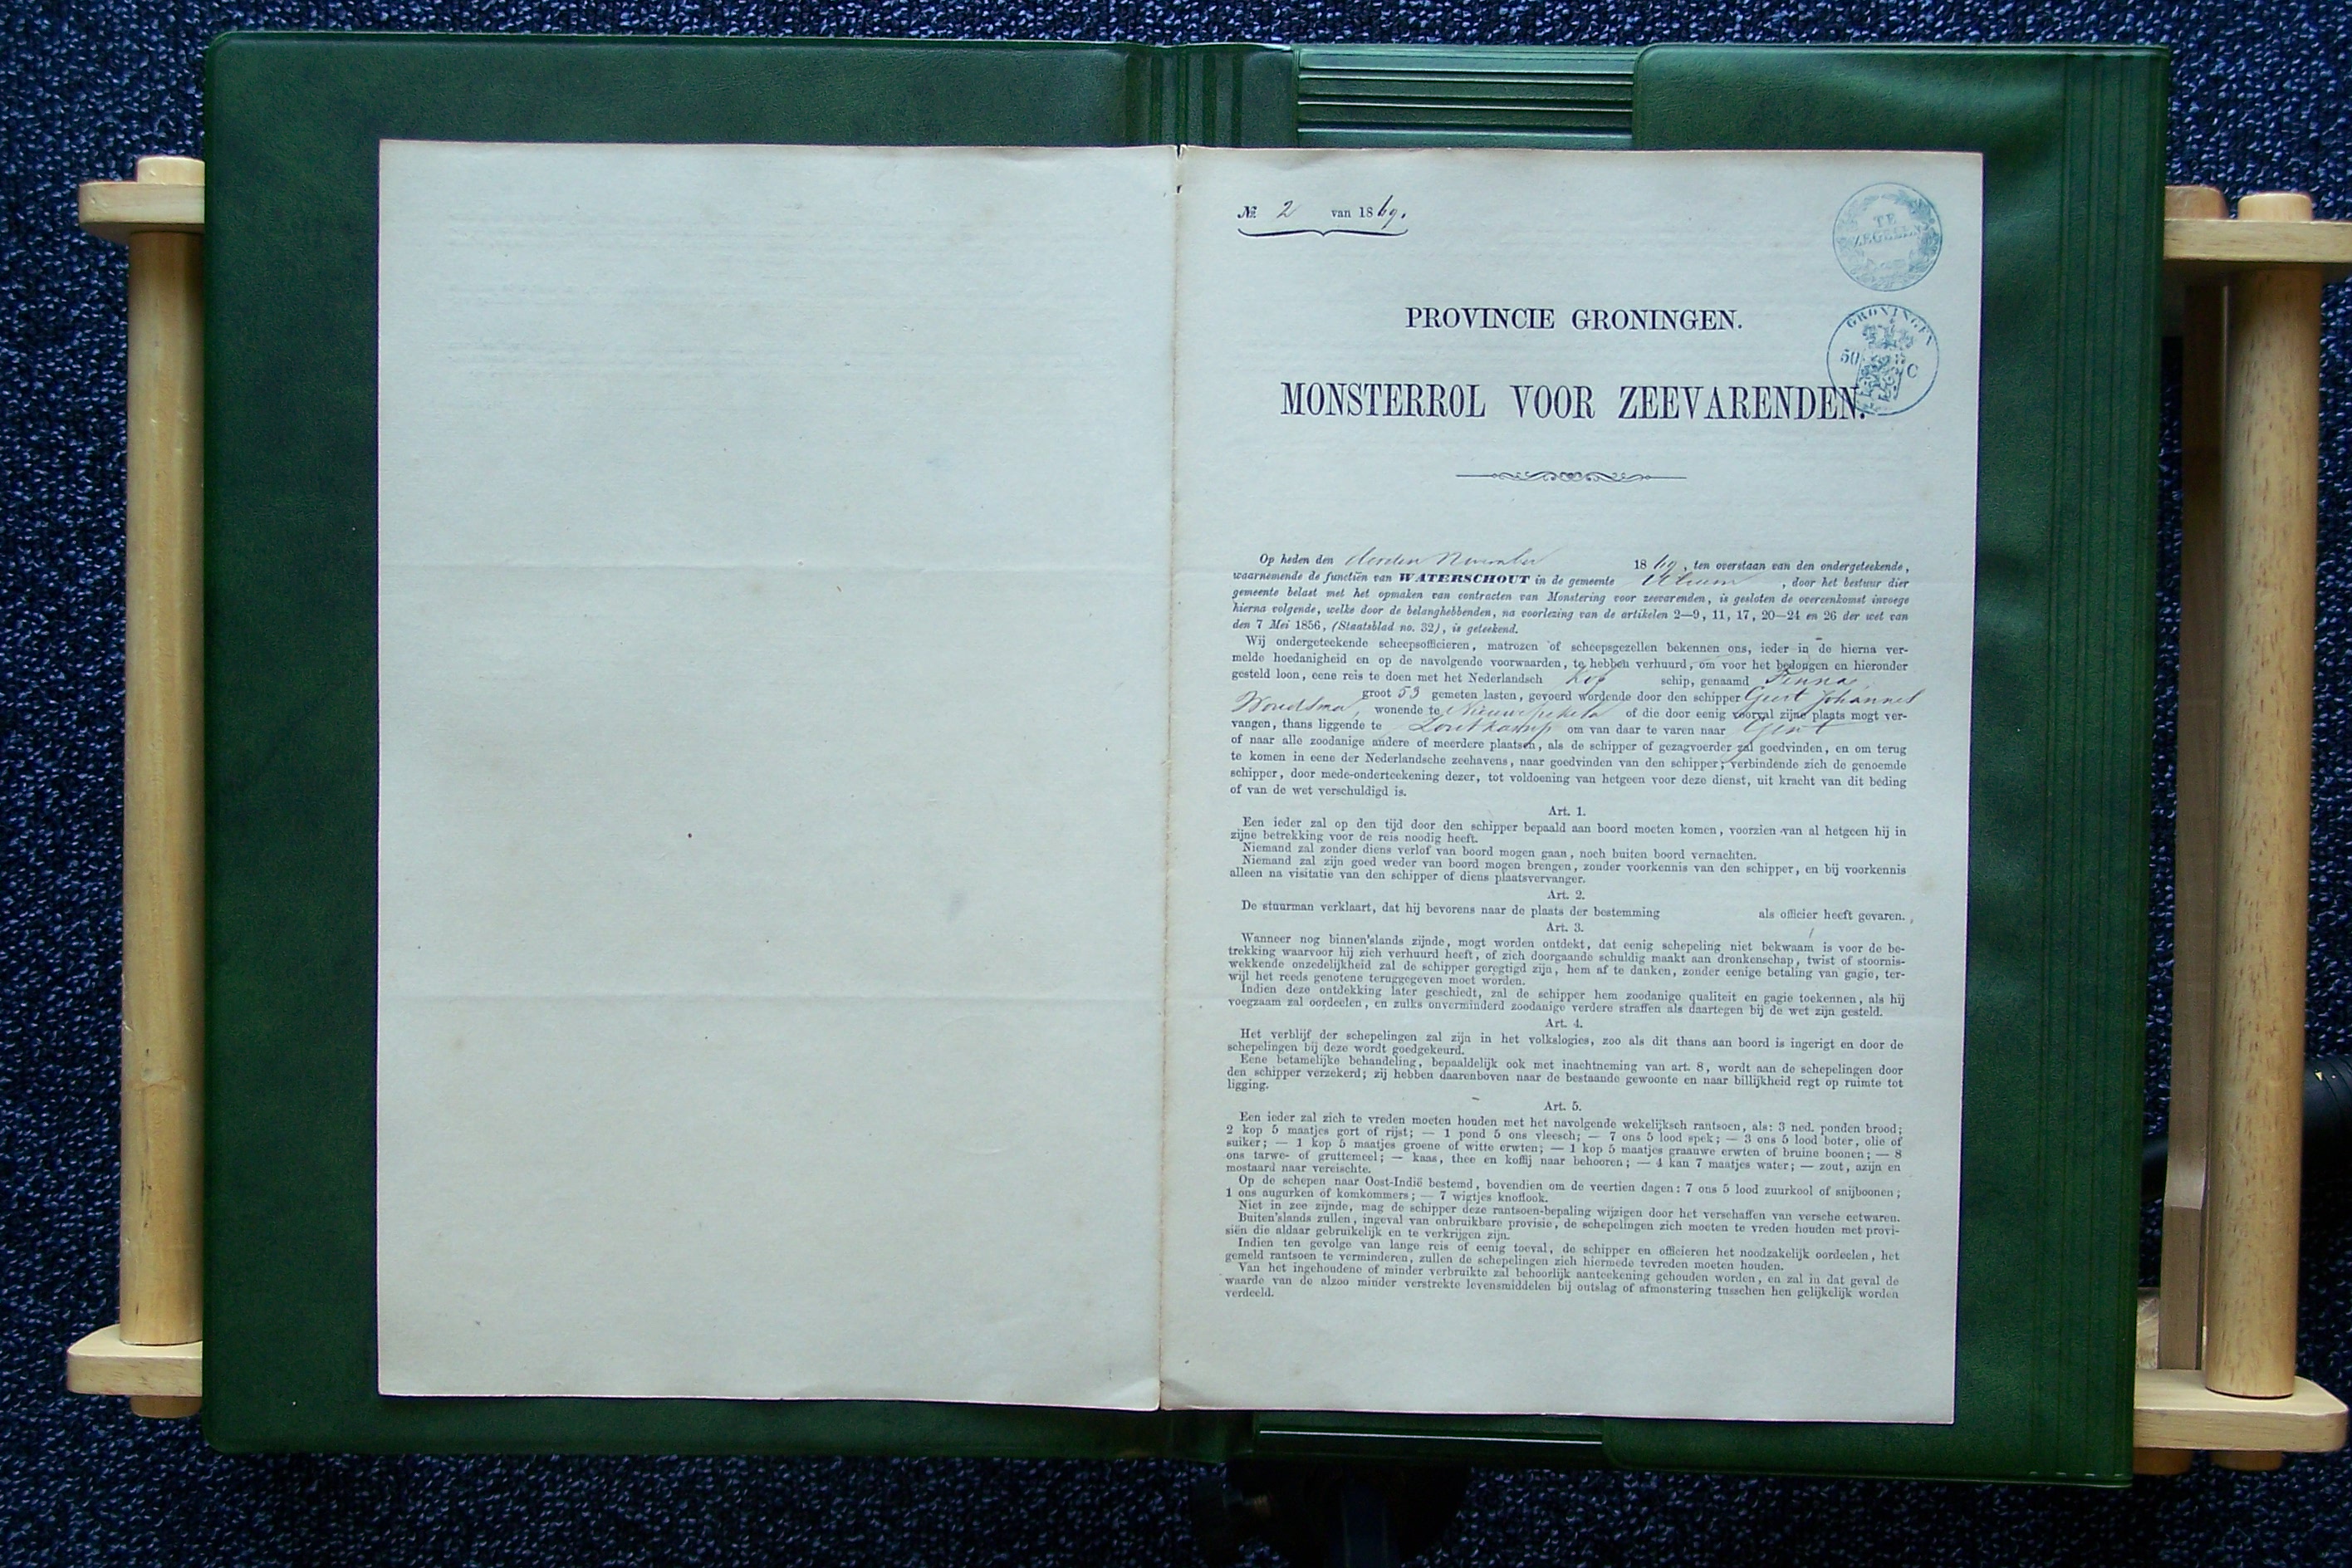 No. 2 van 1869.
TE
ZEGELEN
GRONINGEN
50 C
PROVINCIE GRONINGEN.
MONSTERROL VOOR ZEEVARENDEN.
Op heden den derden November 1869, ten overstaan van den ondergeteekende,
waarnemende de functiën van WATERSCHOUT in de gemeente Ulrum, door het bestuur dier
gemeente belast met het opmaken van contracten van Monstering voor zeevarenden, is gesloten de overeenkomst invoege
hierna volgende, welke door de belanghebbenden, na voorlezing van de artikelen 2—9, 11, 17, 20—24 en 26 der wet van
den 7 Mei 1856, (Staatsblad no. 32), is geteekend.
Wij ondergeteekende scheepsofficieren, matrozen of scheepsgezellen bekennen ons, ieder in de hierna ver-
melde hoedanigheid en op de navolgende voorwaarden, te hebben verhuurd, om voor het bedongen en hieronder
gesteld loon, eene reis te doen met het Nederlandsch schip, genaamd
groot 53 gemeten lasten, gevoerd wordende door den schipper Geert Johannes
wonende te Nieuwe Pekela of die door eenig voorval zijne plaats mogt ver-
vangen, thans liggende te Zoutkamp om van daar te varen naar Gent
of naar alle zoodanige andere of meerdere plaatsen, als de schipper of gezagvoerder zal goedvinden, en om terug
te komen in eene der Nederlandsche zeehavens, naar goedvinden van den schipper; verbindende zich de genoemde
schipper, door mede-onderteekening dezer, tot voldoening van hetgeen voor deze dienst, uit kracht van dit beding
of van de wet verschuldigd is.
Art. 1.
Een ieder zal op den tijd door den schipper bepaald aan boord moeten komen, voorzien van al hetgeen hij in
zijne betrekking voor de reis noodig heeft.
Niemand zal zonder diens verlof van boord mogen gaan, noch buiten boord vernachten.
Niemand zal zijn goed weder van boord mogen brengen, zonder voorkennis van den schipper, en bij voorkennis
alleen na visitatie van den schipper of diens plaatsvervanger.
Art. 2.
De stuurman verklaart, dat hij bevorens naar de plaats der bestemming als officier heeft gevaren.
Art. 3.
Wanneer nog binnen'slands zijnde, mogt worden ontdekt, dat eenig schepeling niet bekwaam is voor de be-
trekking waarvoor hij zich verhuurd heeft, of zich doorgaande schuldig maakt aan dronkenschap, twist of stoornis-
wekkende onzedelijkheid zal de schipper geregtigd zijn, hem af te danken, zonder eenige betaling van gagie, ter-
wijl het reeds genotene teruggegeven moet worden.
Indien deze ontdekking later geschiedt, zal de schipper hem zoodanige qualiteit en gagie toekennen, als hij
voegzaam zal oordeelen, en zulks onverminderd zoodanige verdere straffen als daartegen bij de wet zijn gesteld.
Art. 4.
Het verblijf der schepelingen zal zijn in het volkslogies, zoo als dit thans aan boord is ingerigt en door de
schepelingen bij deze wordt goedgekeurd.
Eene betamelijke behandeling, bepaaldelijk ook met inachtneming van art. 8, wordt aan de schepelingen door
den schipper verzekerd; zij hebben daarenboven naar de bestaande gewoonte en naar billijkheid regt op ruimte tot
ligging.
Art. 5.
Een ieder zal zich te vreden moeten houden met het navolgende wekelijksch rantsoen, als: 3 ned. ponden brood;
2 kop 5 maatjes gort of rijst; — 1 pond 5 ons vleesch; — 7 ons 5 lood spek; — 3 ons 5 lood boter, olie of
suiker; — 1 kop 5 maatjes groene of witte erwten; — 1 kop 5 maatjes graauwe erwten of bruine boonen; — 8
ons tarwe- of gruttemeel; — kaas, thee en koffij naar behooren; — 4 kan 7 maatjes water; — zout, azijn en
mostaard naar vereischte.
Op de schepen naar Oost-Indië bestemd, bovendien om de veertien dagen: 7 ons 5 lood zuurkool of snijboonen;
1 ons augurken of komkommers; — 7 wigtjes knoflook.
Niet in zee zijnde, mag de schipper deze rantsoen-bepaling wijzigen door het verschaffen van versche eetwaren.
Buiten'slands zullen, ingeval van onbruikbare provisie, de schepelingen zich moeten te vreden houden met provi-
siën die aldaar gebruikelijk en te verkrijgen zijn.
Indien ten gevolge van lange reis of eenig toeval, de schipper en officieren het noodzakelijk oordeelen, het
gemeld rantsoen te verminderen, zullen de schepelingen zich hiermede tevreden moeten houden.
Van het ingehoudene of minder verbruikte zal behoorlijk aanteekening gehouden worden, en zal in dat geval de
waarde van de alzoo minder verstrekte levensmiddelen bij ontslag of afmonstering tusschen hen gelijkelijk worden
verdeeld.